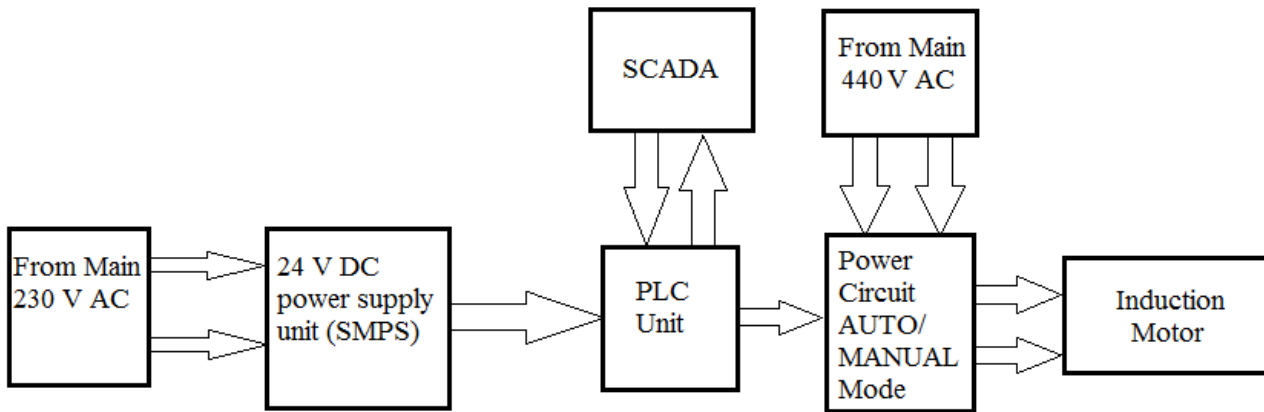 SCADA
From Main
440 V AC
From Main
230 V AC
24 V DC
power supply
unit (SMPS)
PLC
Unit
Power
Circuit
AUTO/
MANUAL
Mode
Induction
Motor